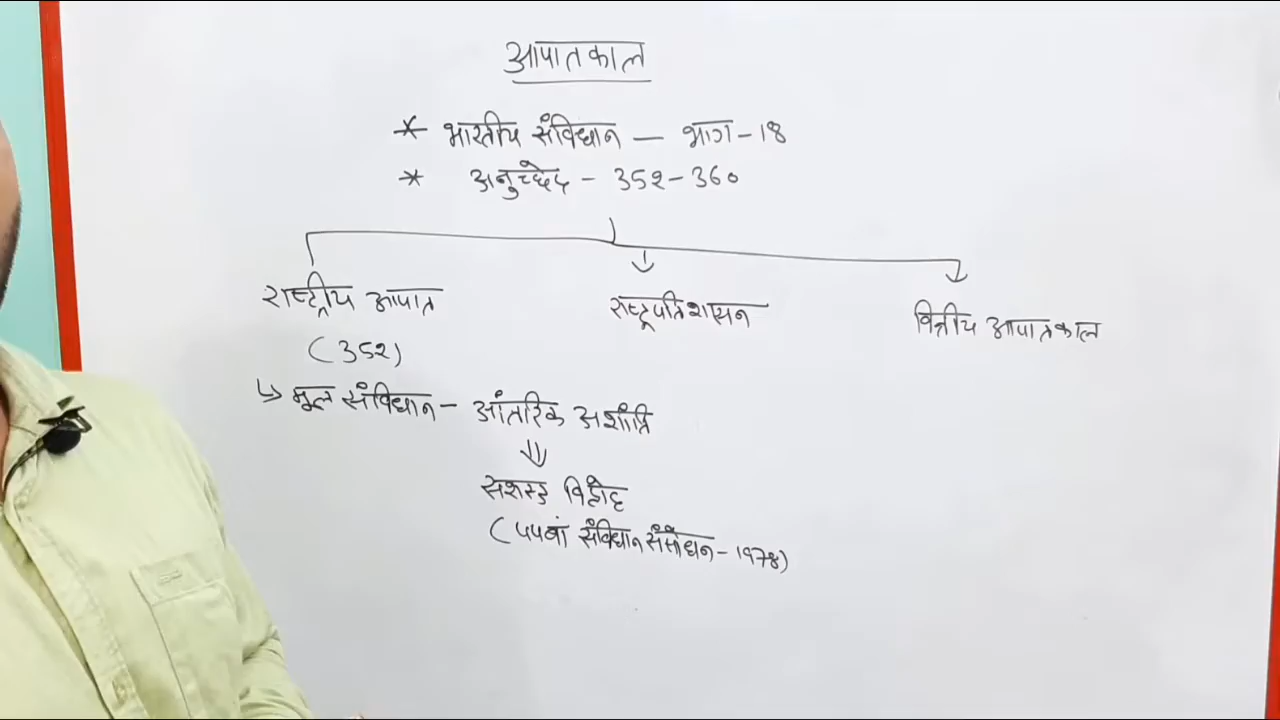 आपातकाल
* भारतीय संविधान — भाग - 18
* अनुच्छेद - 352 - 360
राष्ट्रीय आपात
राष्ट्रपति शासन
वित्तीय आपातकाल
(352)
↳ मूल संविधान - आंतरिक अशांति
⇓
सशस्त्र विद्रोह
(44वां संविधान संसोधन - 1978)